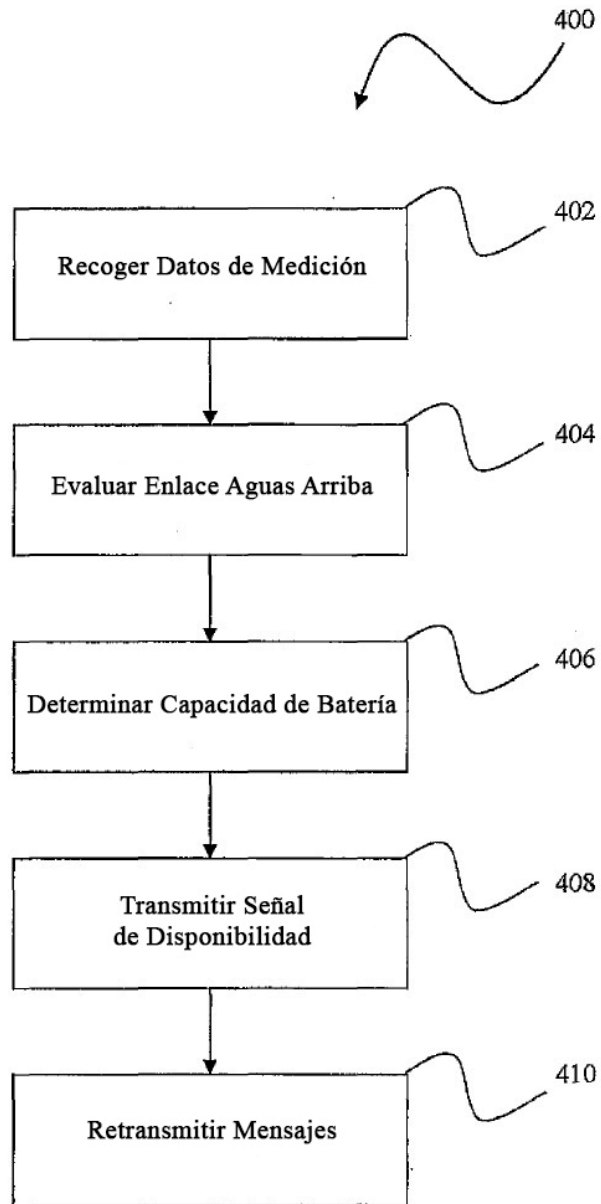 400
402
Recoger Datos de Medición
404
Evaluar Enlace Aguas Arriba
406
Determinar Capacidad de Batería
408
Transmitir Señal
de Disponibilidad
410
Retransmitir Mensajes